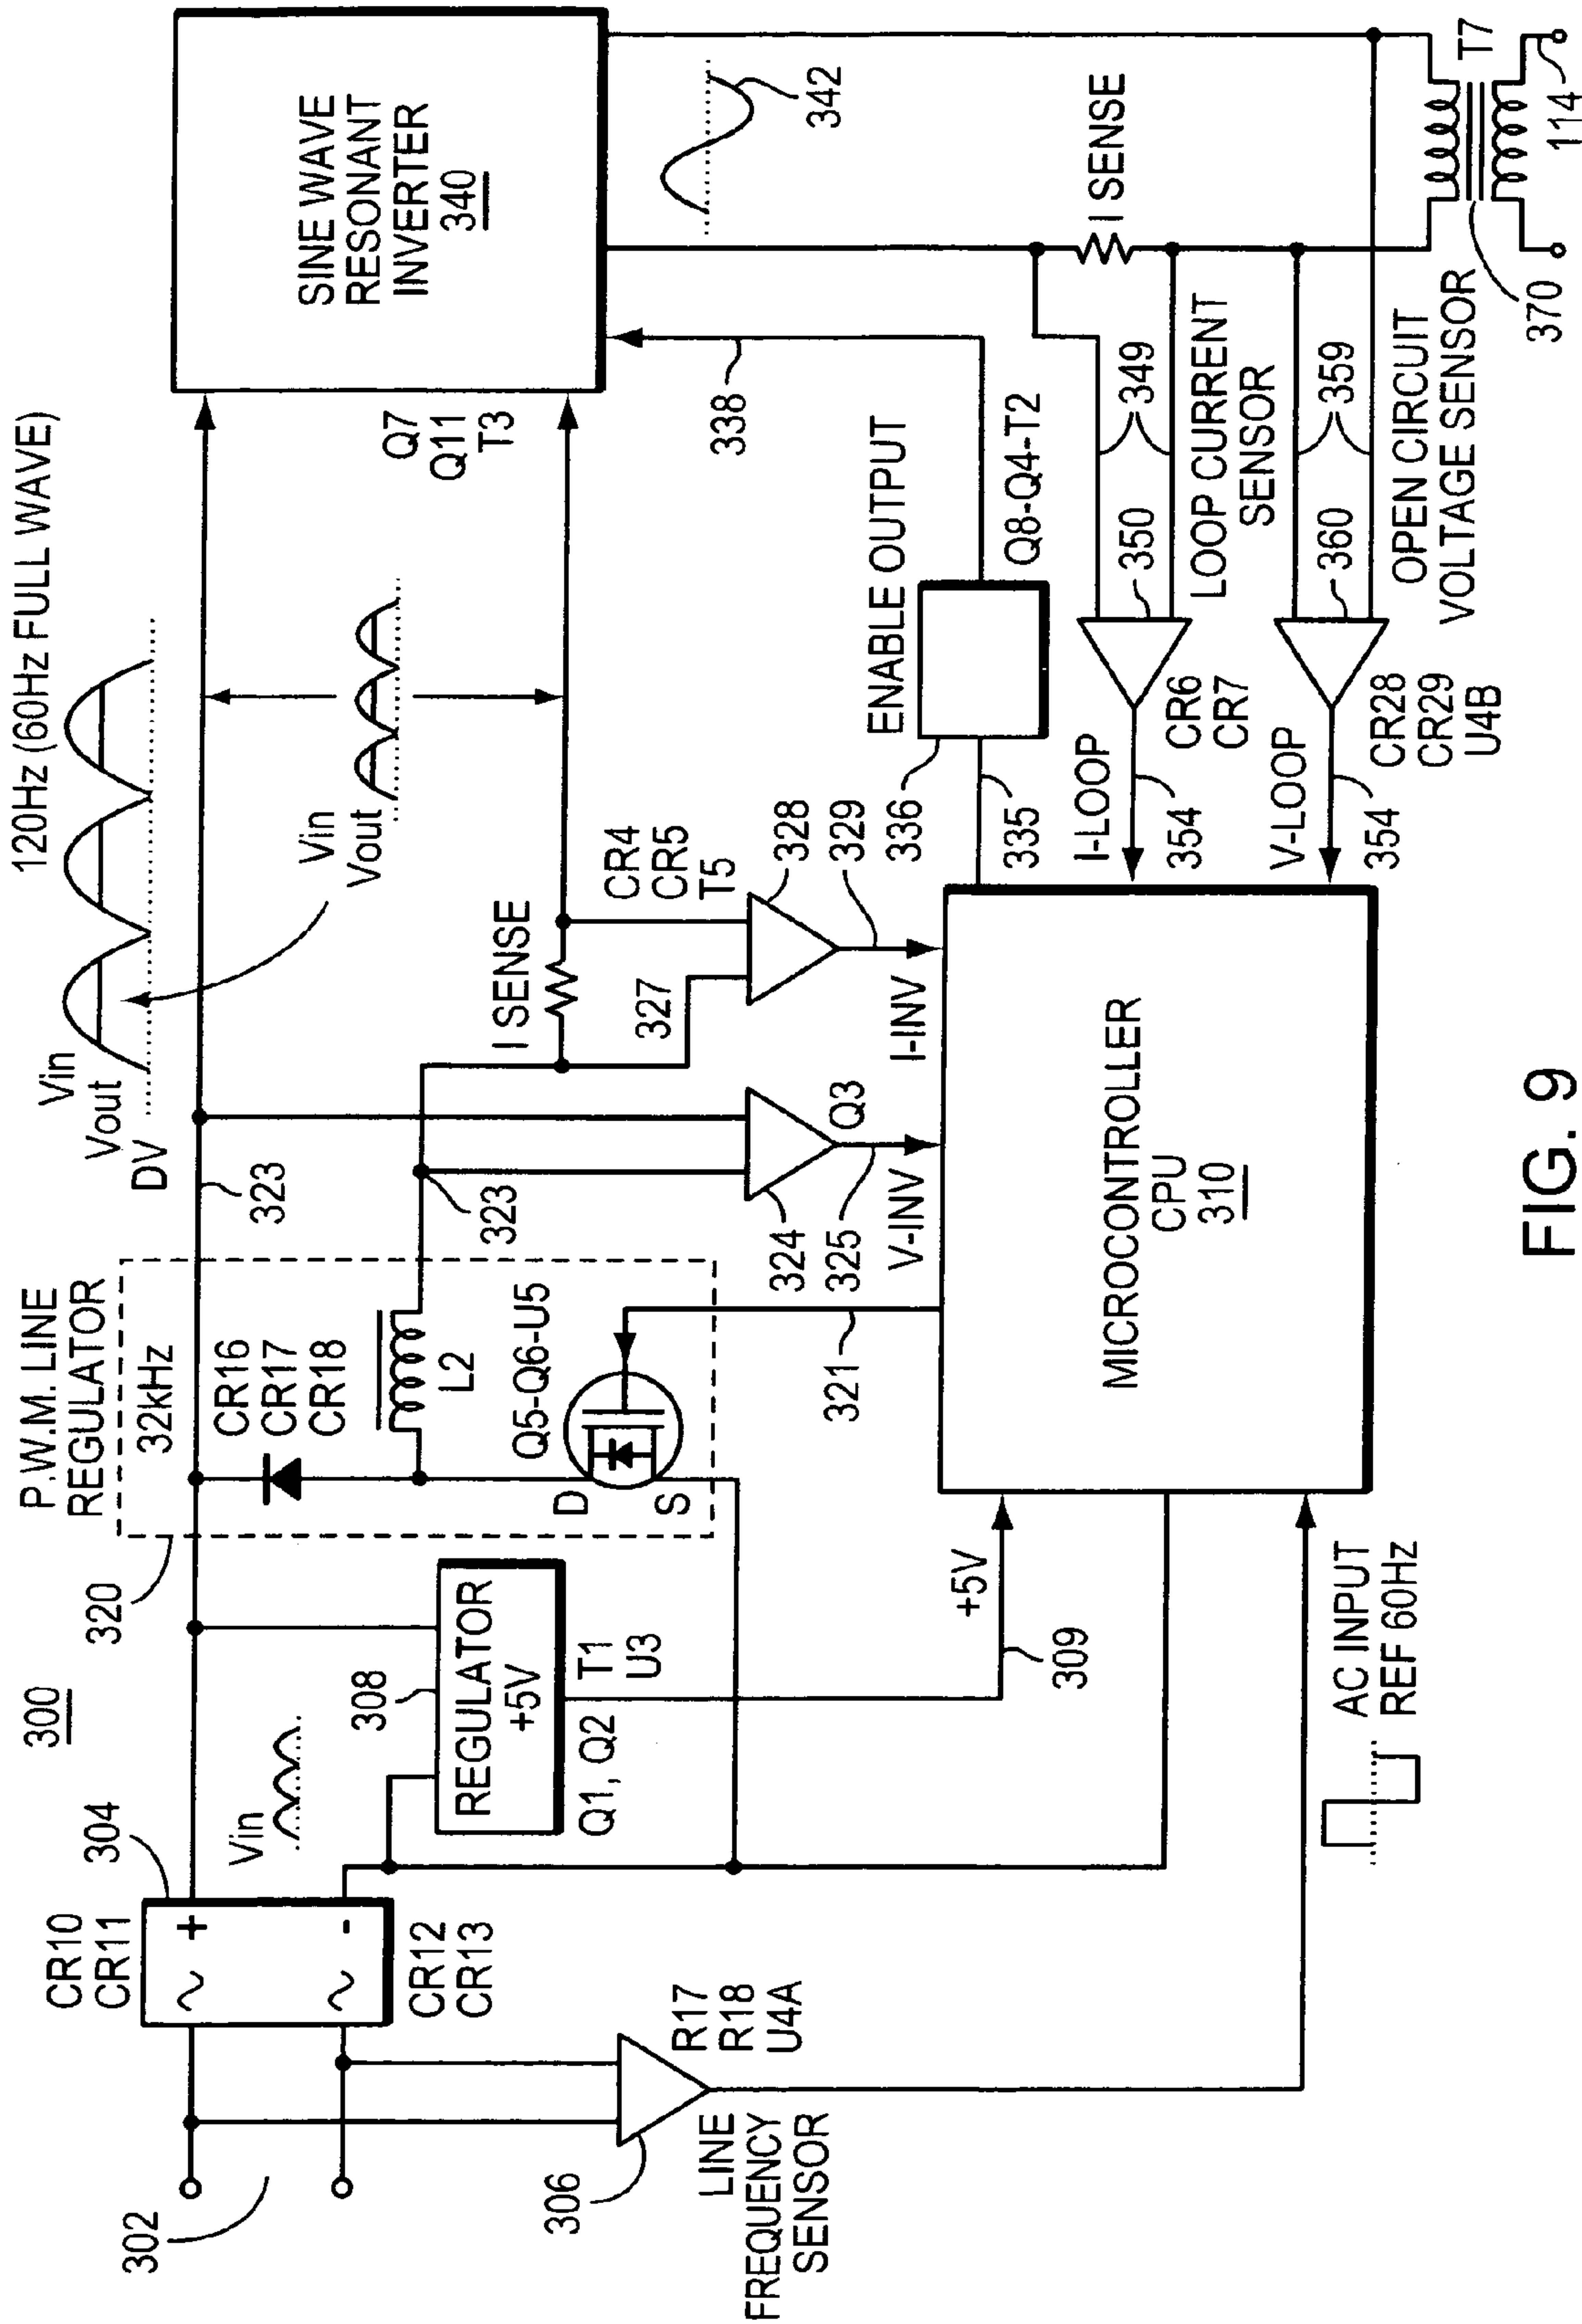 300
302
CR10
CR11
304
CR12
CR13
+
-
Vin
306
LINE
FREQUENCY
SENSOR
R17
R18
U4A
308
REGULATOR
+5V
T1
U3
Q1, Q2
+5V
309
AC INPUT
REF 60Hz
P.W.M. LINE
REGULATOR
320
32kHz
CR16
CR17
CR18
L2
Q5-Q6-U5
D
S
321
323
323
324
325
V-INV
Q3
I SENSE
327
CR4
CR5
T5
328
329
I-INV
MICROCONTROLLER
CPU
310
120Hz (60Hz FULL WAVE)
Vin
Vout
DV
Vin
Vout
Q7
Q11
T3
SINE WAVE
RESONANT
INVERTER
340
342
338
ENABLE OUTPUT
336
335
Q8-Q4-T2
I SENSE
349
350
LOOP CURRENT
SENSOR
I-LOOP
354
CR6
CR7
359
360
OPEN CIRCUIT
VOLTAGE SENSOR
V-LOOP
354
CR28
CR29
U4B
T7
370
114
FIG. 9